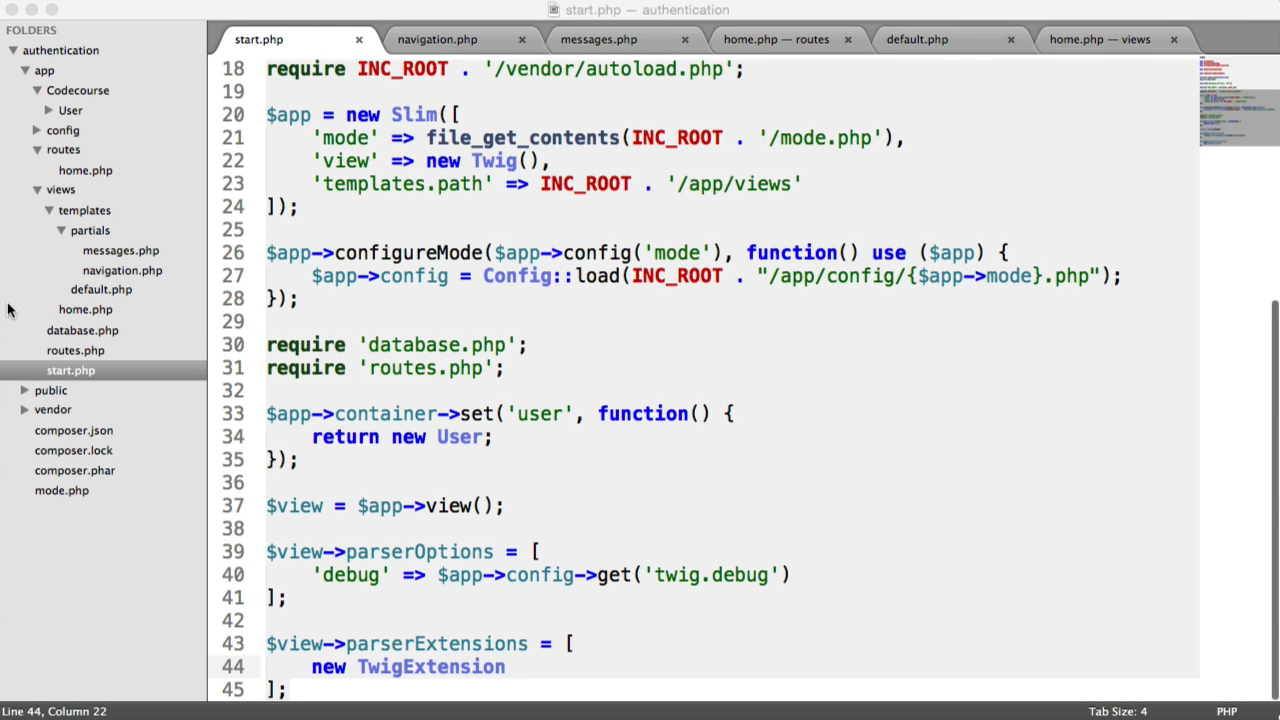 start.php — authentication
FOLDERS
authentication
app
Codecourse
User
config
routes
home.php
views
templates
partials
messages.php
navigation.php
default.php
home.php
database.php
routes.php
start.php
public
vendor
composer.json
composer.lock
composer.phar
mode.php
start.php × navigation.php × messages.php × home.php — routes × default.php × home.php — views ×
18 require INC_ROOT . '/vendor/autoload.php';
19
20 $app = new Slim([
21     'mode' => file_get_contents(INC_ROOT . '/mode.php'),
22     'view' => new Twig(),
23     'templates.path' => INC_ROOT . '/app/views'
24 ]);
25
26 $app->configureMode($app->config('mode'), function() use ($app) {
27     $app->config = Config::load(INC_ROOT . "/app/config/{$app->mode}.php");
28 });
29
30 require 'database.php';
31 require 'routes.php';
32
33 $app->container->set('user', function() {
34     return new User;
35 });
36
37 $view = $app->view();
38
39 $view->parserOptions = [
40     'debug' => $app->config->get('twig.debug')
41 ];
42
43 $view->parserExtensions = [
44     new TwigExtension
45 ];
Line 44, Column 22
Tab Size: 4
PHP